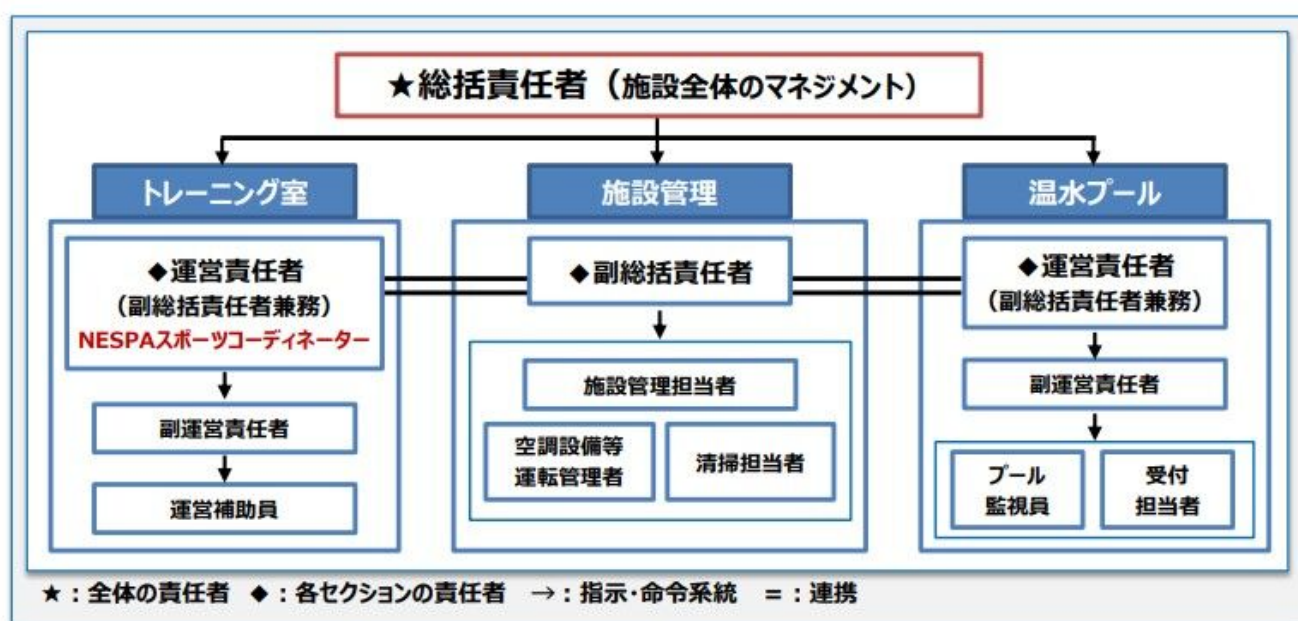 ★総括責任者（施設全体のマネジメント）
トレーニング室
施設管理
温水プール
◆運営責任者
（副総括責任者兼務）
NESPAスポーツコーディネーター
副運営責任者
運営補助員
◆副総括責任者
施設管理担当者
空調設備等
運転管理者
清掃担当者
◆運営責任者
（副総括責任者兼務）
副運営責任者
プール
監視員
受付
担当者
★：全体の責任者 ◆：各セクションの責任者 →：指示・命令系統 =：連携